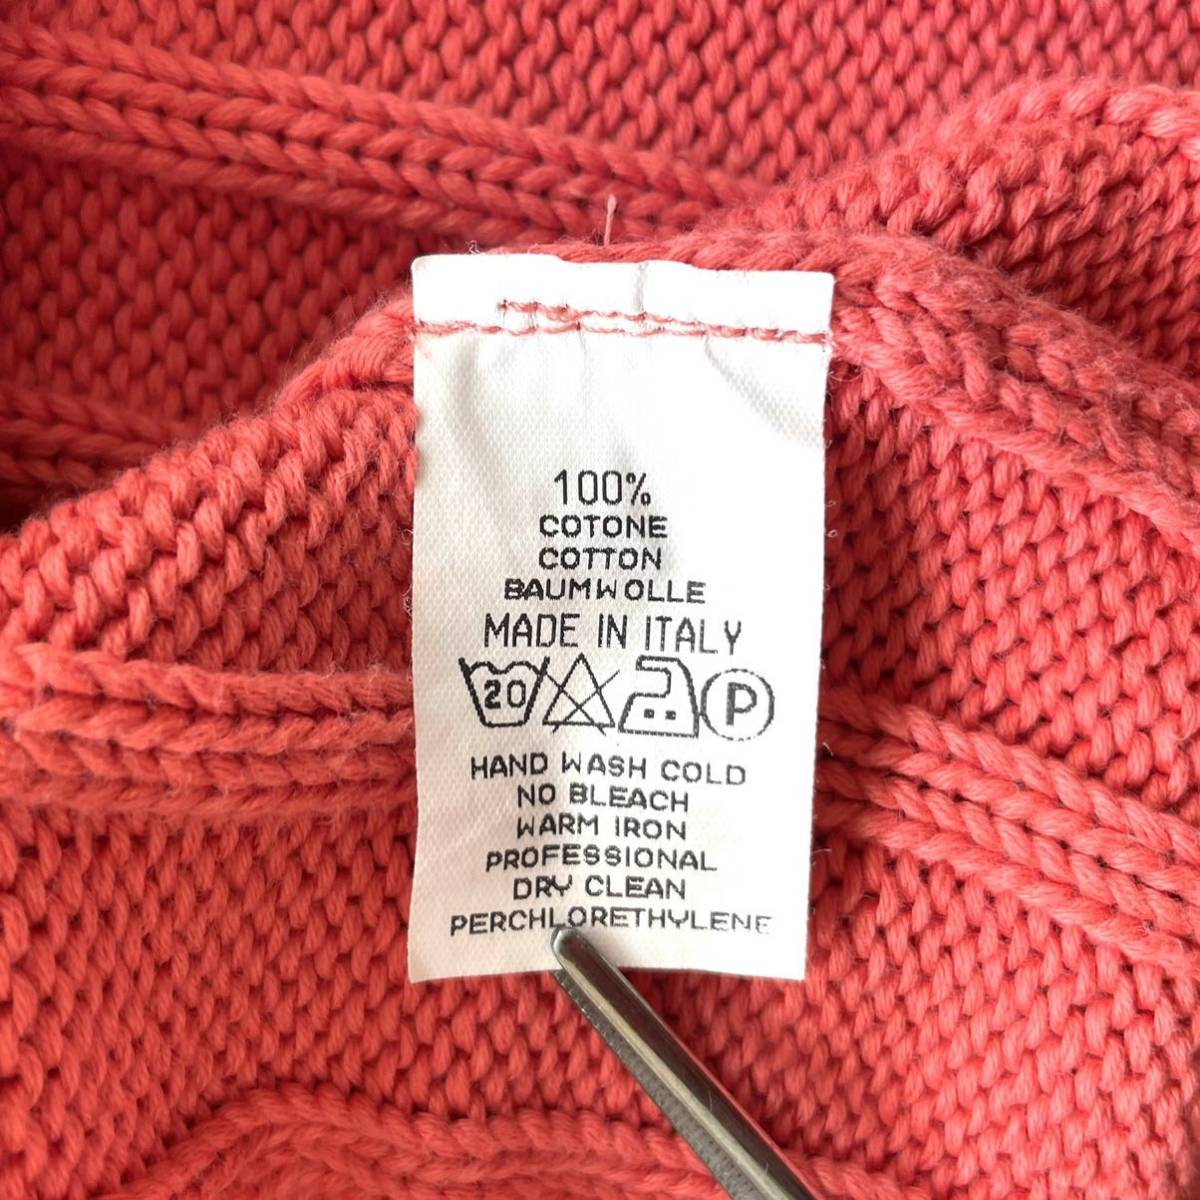 100%
COTONE
COTTON
BAUMWOLLE
MADE IN ITALY
20 P
HAND WASH COLD
NO BLEACH
WARM IRON
PROFESSIONAL
DRY CLEAN
PERCHLORETHYLENE